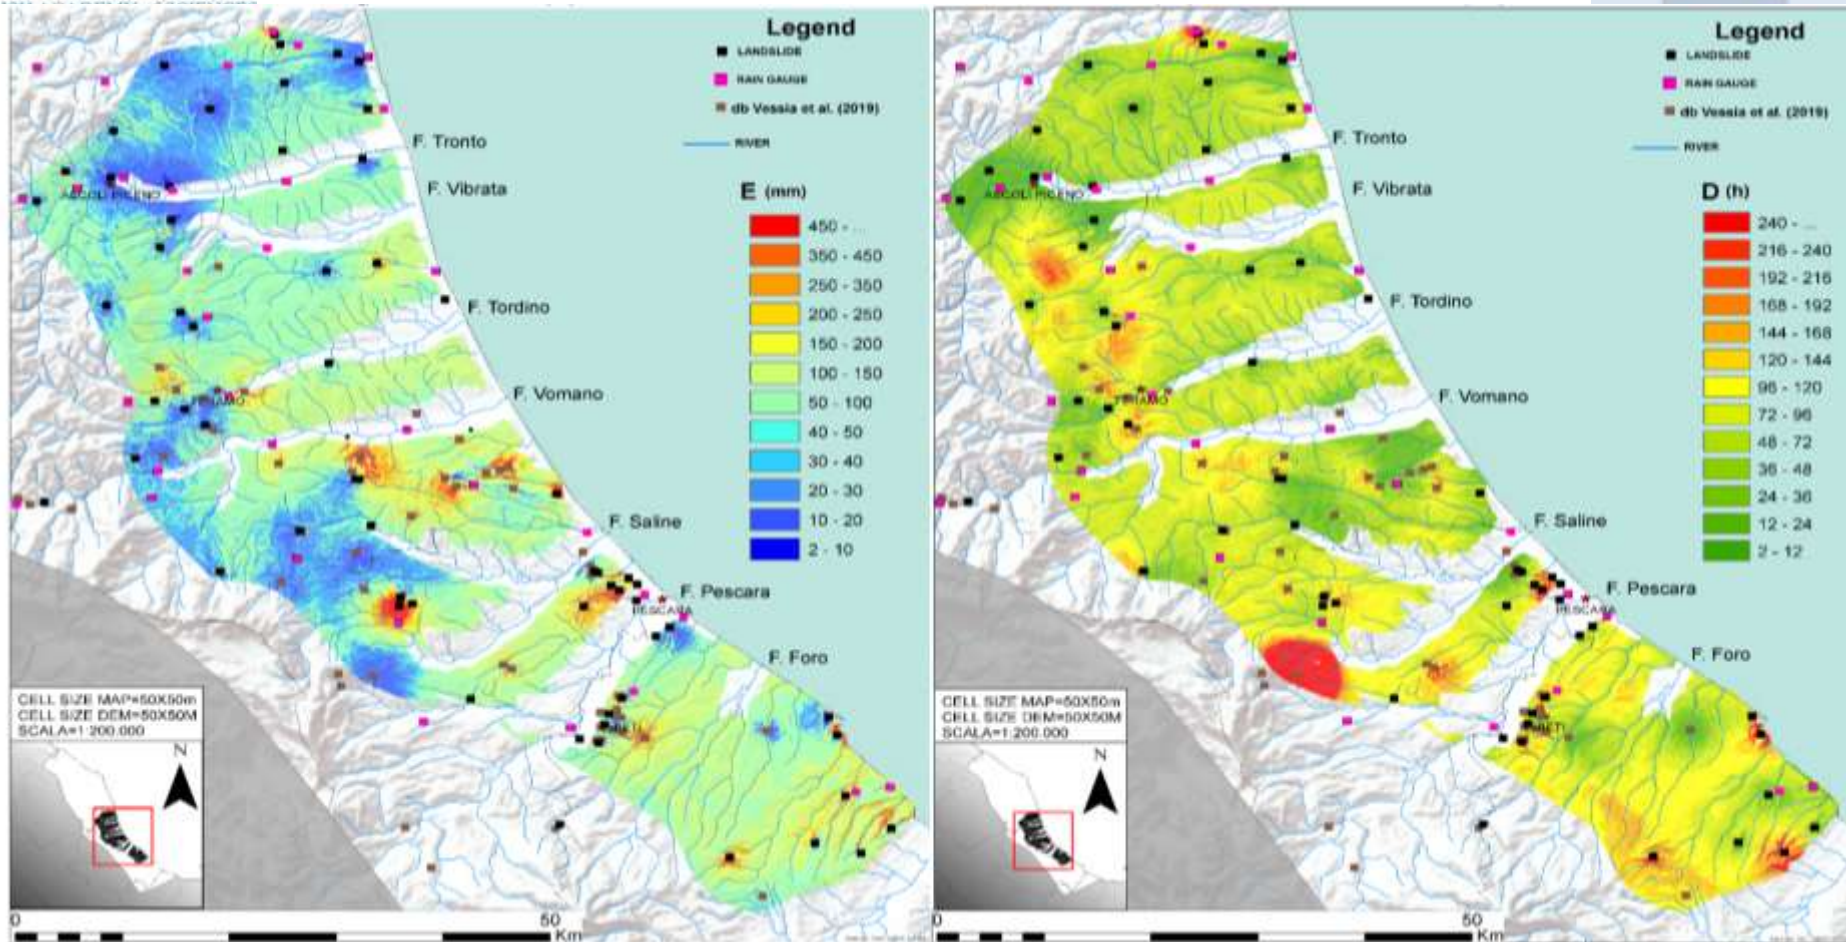 Legend
LANDSLIDE
RAIN GAUGE
db Vessia et al. (2019)
RIVER
E (mm)
450 - ...
350 - 450
250 - 350
200 - 250
150 - 200
100 - 150
50 - 100
40 - 50
30 - 40
20 - 30
10 - 20
2 - 10
F. Tronto
F. Vibrata
ASCOLI PICENO
F. Tordino
F. Vomano
TERAMO
F. Saline
F. Pescara
PESCARA
F. Foro
CELL SIZE MAP=50X50m
CELL SIZE DEM=50X50M
SCALA=1:200.000
N
0
50
Km
Legend
LANDSLIDE
RAIN GAUGE
db Vessia et al. (2019)
RIVER
D (h)
240 - ...
216 - 240
192 - 216
168 - 192
144 - 168
120 - 144
96 - 120
72 - 96
48 - 72
36 - 48
24 - 36
12 - 24
2 - 12
F. Tronto
F. Vibrata
ASCOLI PICENO
F. Tordino
F. Vomano
TERAMO
F. Saline
F. Pescara
PESCARA
F. Foro
CELL SIZE MAP=50X50m
CELL SIZE DEM=50X50M
SCALA=1:200.000
N
0
50
Km